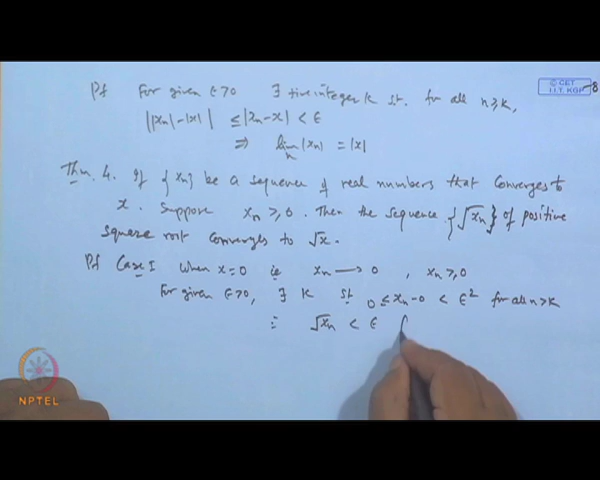 © CET
I.I.T. KGP
8
Pf For given ε>0 ∃ +ive integer K st. for all n≥K,
||xn|-|x|| ≤ |xn-x| < ε
⇒ lim n |xn| = |x|
Thm. 4. If {xn} be a sequence of real numbers that converges to
x. Suppose xn ≥ 0. Then the sequence {√xn} of positive
square root converges to √x.
Pf Case I When x=0 ie xn ⟶ 0 , xn ≥ 0
For given ε>0, ∃ K st 0 ≤ xn-0 < ε² for all n>K
∴ √xn < ε
NPTEL